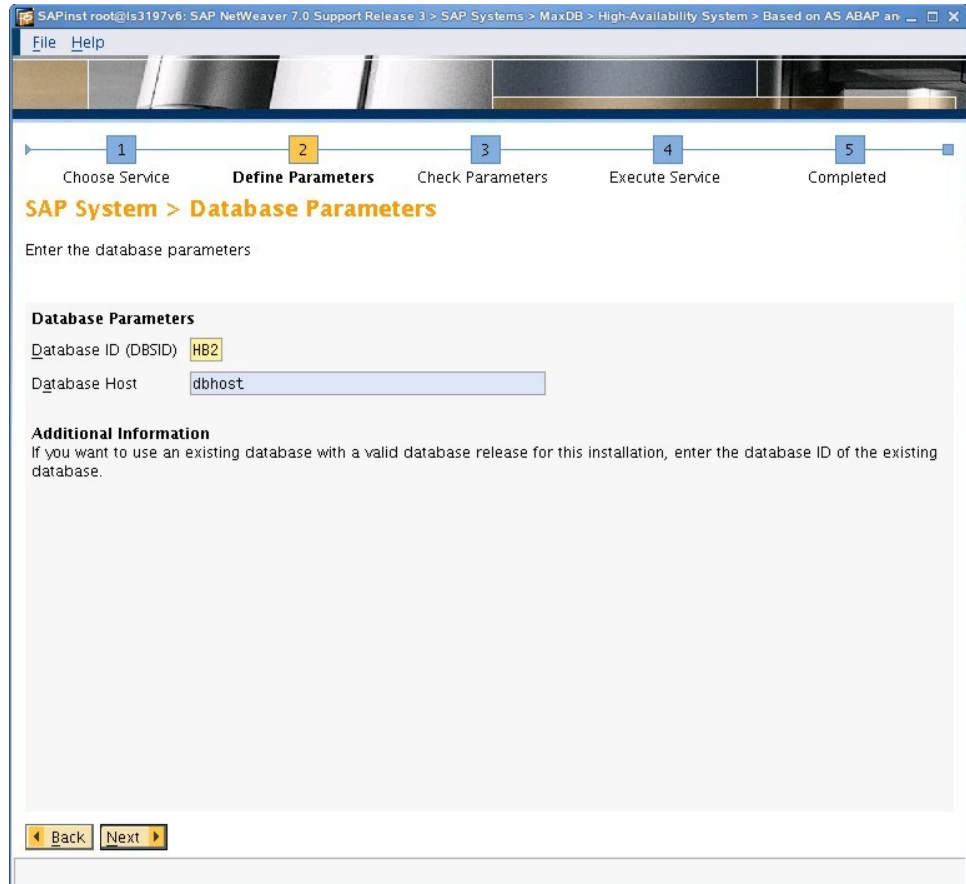 SAPinst root@ls3197v6: SAP NetWeaver 7.0 Support Release 3 > SAP Systems > MaxDB > High-Availability System > Based on AS ABAP an
File Help
1 2 3 4 5
Choose Service Define Parameters Check Parameters Execute Service Completed
SAP System > Database Parameters
Enter the database parameters
Database Parameters
Database ID (DBSID) HB2
Database Host dbhost
Additional Information
If you want to use an existing database with a valid database release for this installation, enter the database ID of the existing
database.
Back Next